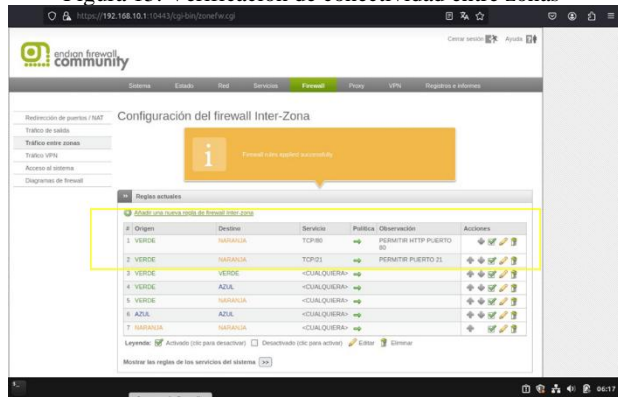 Figura 13. Verificación de conectividad entre zonas
https://192.168.10.1:10443/cgi-bin/zonefw.cgi
Cerrar sesión Ayuda
endian firewall
community
Sistema Estado Red Servicios Firewall Proxy VPN Registros e informes
Redirección de puertos / NAT
Tráfico de salida
Tráfico entre zonas
Tráfico VPN
Acceso al sistema
Diagramas de firewall
Configuración del firewall Inter-Zona
Firewall rules applied successfully.
Reglas actuales
Añadir una nueva regla de firewall inter zona
# Origen Destino Servicio Política Observación Acciones
1 VERDE NARANJA TCP/80 PERMITIR HTTP PUERTO 80
2 VERDE NARANJA TCP/21 PERMITIR PUERTO 21
3 VERDE VERDE <CUALQUIERA>
4 VERDE AZUL <CUALQUIERA>
5 VERDE NARANJA <CUALQUIERA>
6 AZUL AZUL <CUALQUIERA>
7 NARANJA NARANJA <CUALQUIERA>
Leyenda: Activado (clic para desactivar) Desactivado (clic para activar) Editar Eliminar
Mostrar las reglas de los servicios del sistema >>
06:17